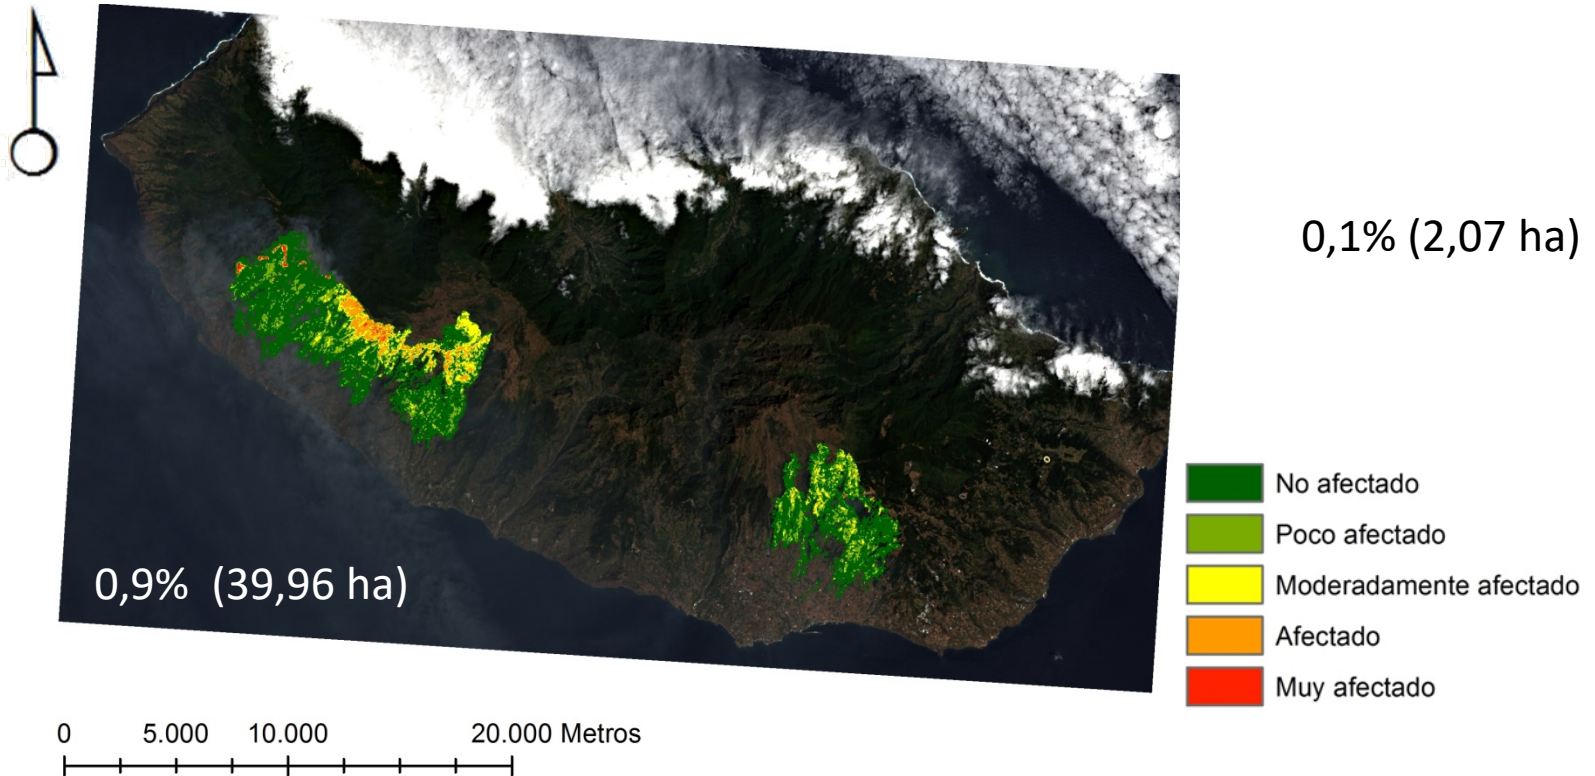 0,1% (2,07 ha)
0,9% (39,96 ha)
No afectado
Poco afectado
Moderadamente afectado
Afectado
Muy afectado
0 5.000 10.000 20.000 Metros